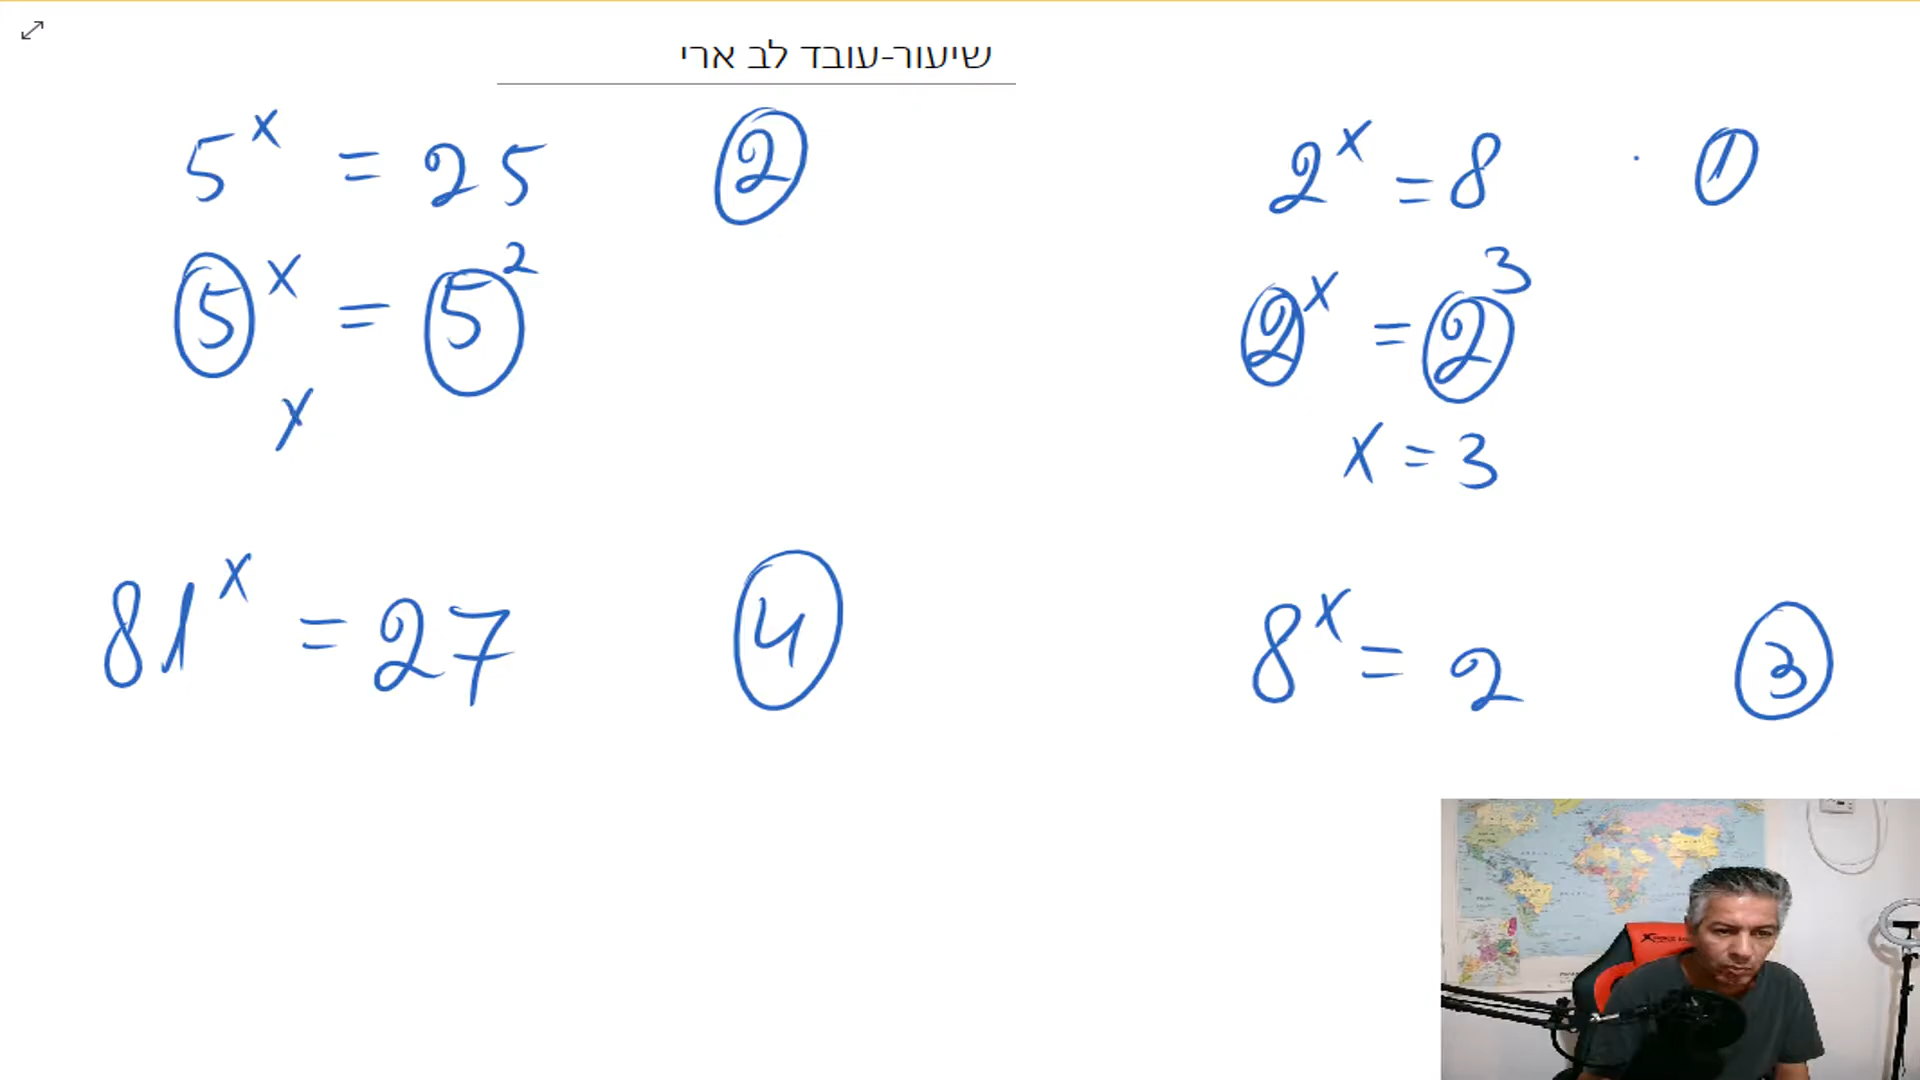 שיעור-עובד לב ארי
① 2^x = 8
2^x = 2^3
x = 3
② 5^x = 25
5^x = 5^2
x
③ 8^x = 2
④ 81^x = 27